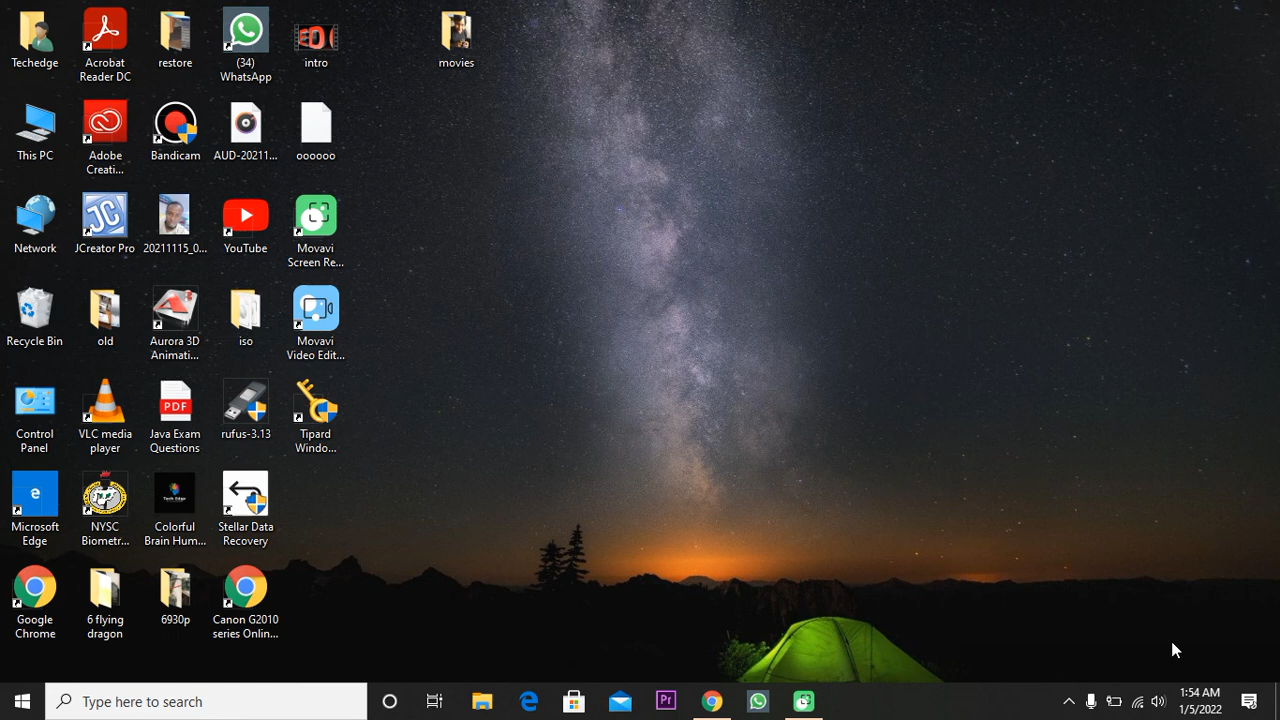 Techedge
Acrobat
Reader DC
restore
(34)
WhatsApp
intro
movies
This PC
Adobe
Creati...
Bandicam
AUD-20211...
oooooo
Network
JCreator Pro
20211115_0...
YouTube
Movavi
Screen Re...
Recycle Bin
old
Aurora 3D
Animati...
iso
Movavi
Video Edit...
Control
Panel
VLC media
player
PDF
Java Exam
Questions
rufus-3.13
Tipard
Windo...
Microsoft
Edge
NYSC
Biometr...
Tech Edge
Colorful
Brain Hum...
Stellar Data
Recovery
Google
Chrome
6 flying
dragon
6930p
Canon G2010
series Onlin...
Type here to search
Pr
1:54 AM
1/5/2022